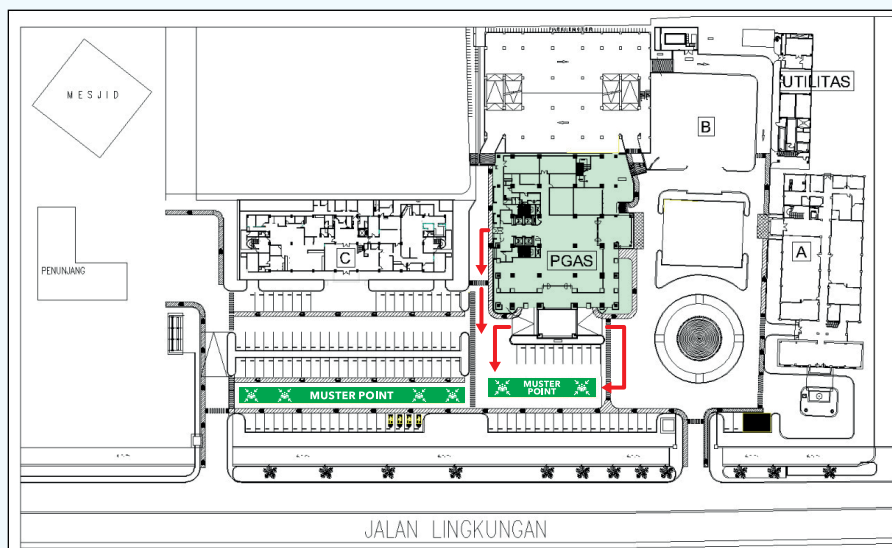 MESJID
UTILITAS
B
PENUNJANG
C
PGAS
A
MUSTER POINT
MUSTER
POINT
JALAN LINGKUNGAN